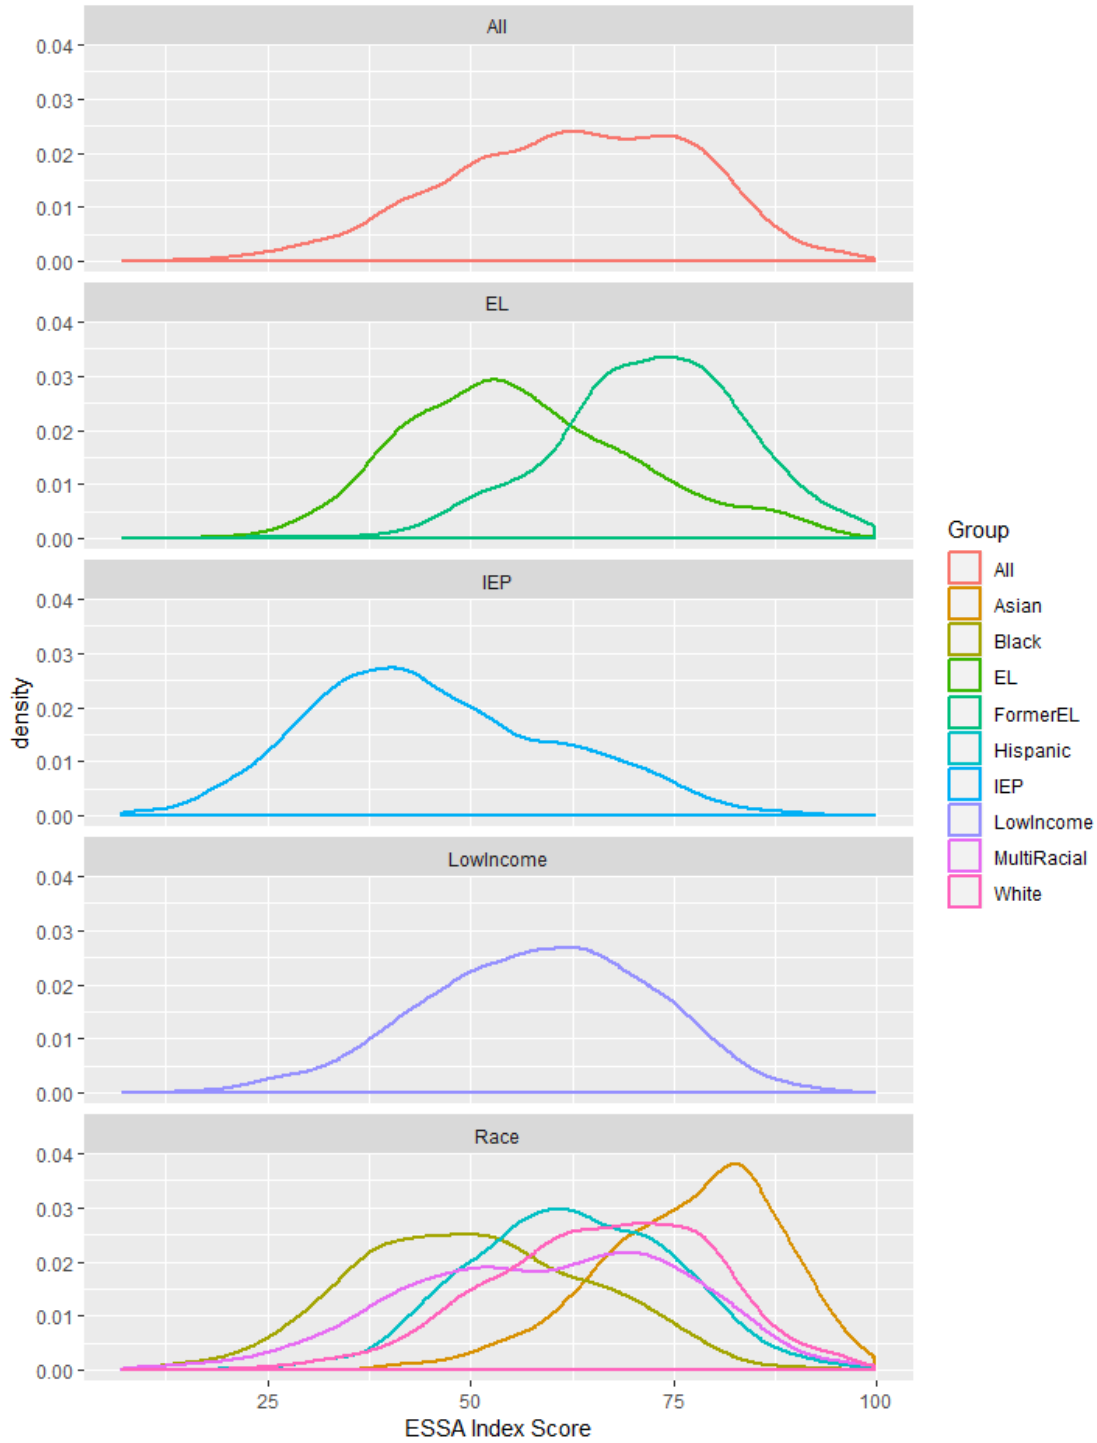 All
0.04
0.03
0.02
0.01
0.00
EL
0.04
0.03
0.02
0.01
0.00
IEP
0.04
0.03
0.02
0.01
0.00
LowIncome
0.04
0.03
0.02
0.01
0.00
Race
0.04
0.03
0.02
0.01
0.00
25 50 75 100
ESSA Index Score
density
Group
All
Asian
Black
EL
FormerEL
Hispanic
IEP
LowIncome
MultiRacial
White